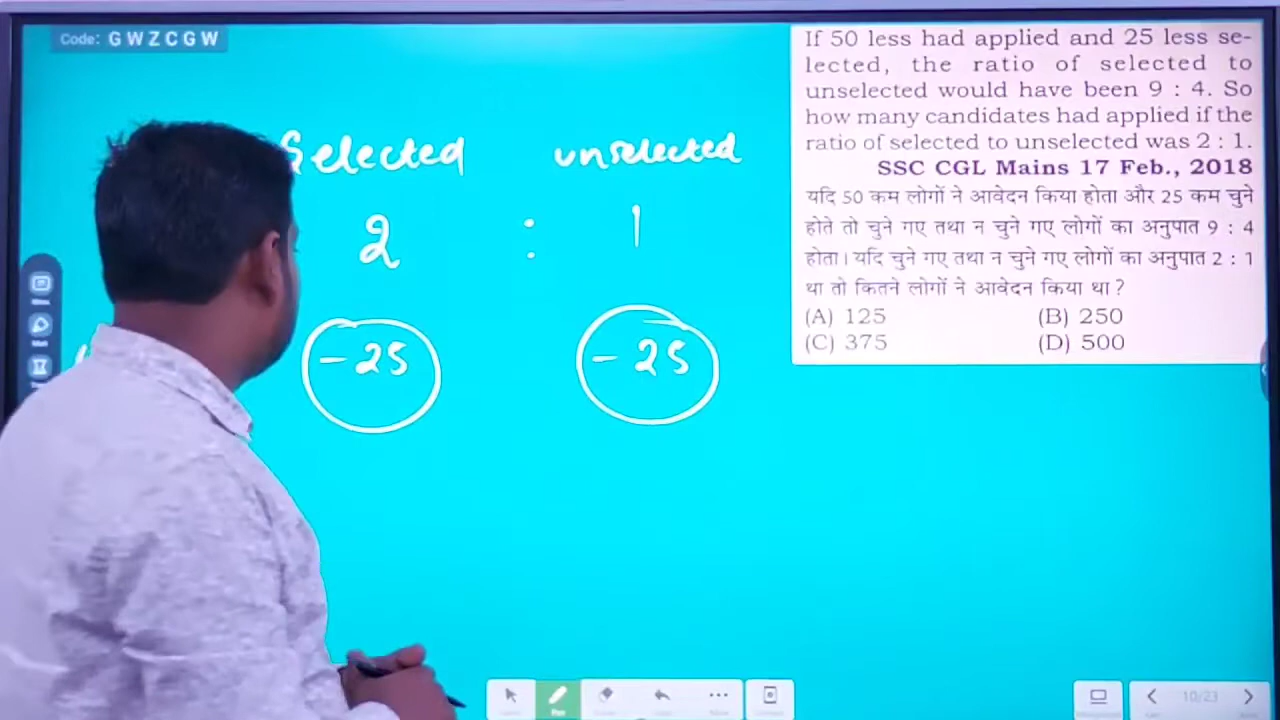 Code: GWZCGW
If 50 less had applied and 25 less se-
lected, the ratio of selected to
unselected would have been 9 : 4. So
how many candidates had applied if the
ratio of selected to unselected was 2 : 1.
SSC CGL Mains 17 Feb., 2018
यदि 50 कम लोगों ने आवेदन किया होता और 25 कम चुने
होते तो चुने गए तथा न चुने गए लोगों का अनुपात 9 : 4
होता। यदि चुने गए तथा न चुने गए लोगों का अनुपात 2 : 1
था तो कितने लोगों ने आवेदन किया था?
(A) 125 (B) 250
(C) 375 (D) 500
Selected unselected
2 : 1
-25 -25
10/23